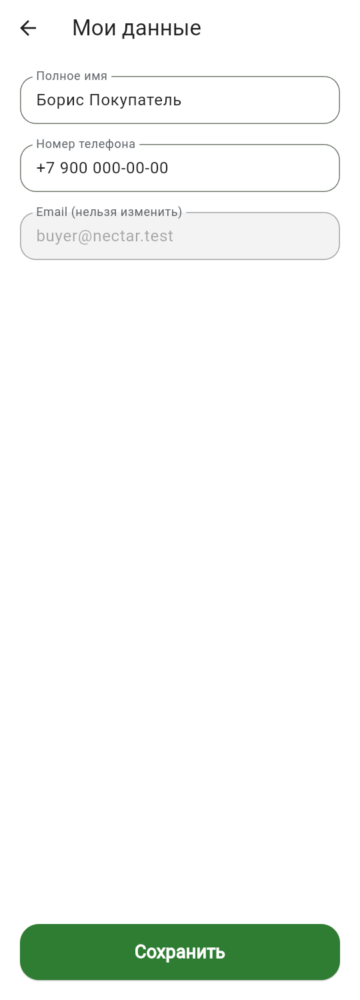 Мои данные
Полное имя
Борис Покупатель
Номер телефона
+7 900 000-00-00
Email (нельзя изменить)
buyer@nectar.test
Сохранить